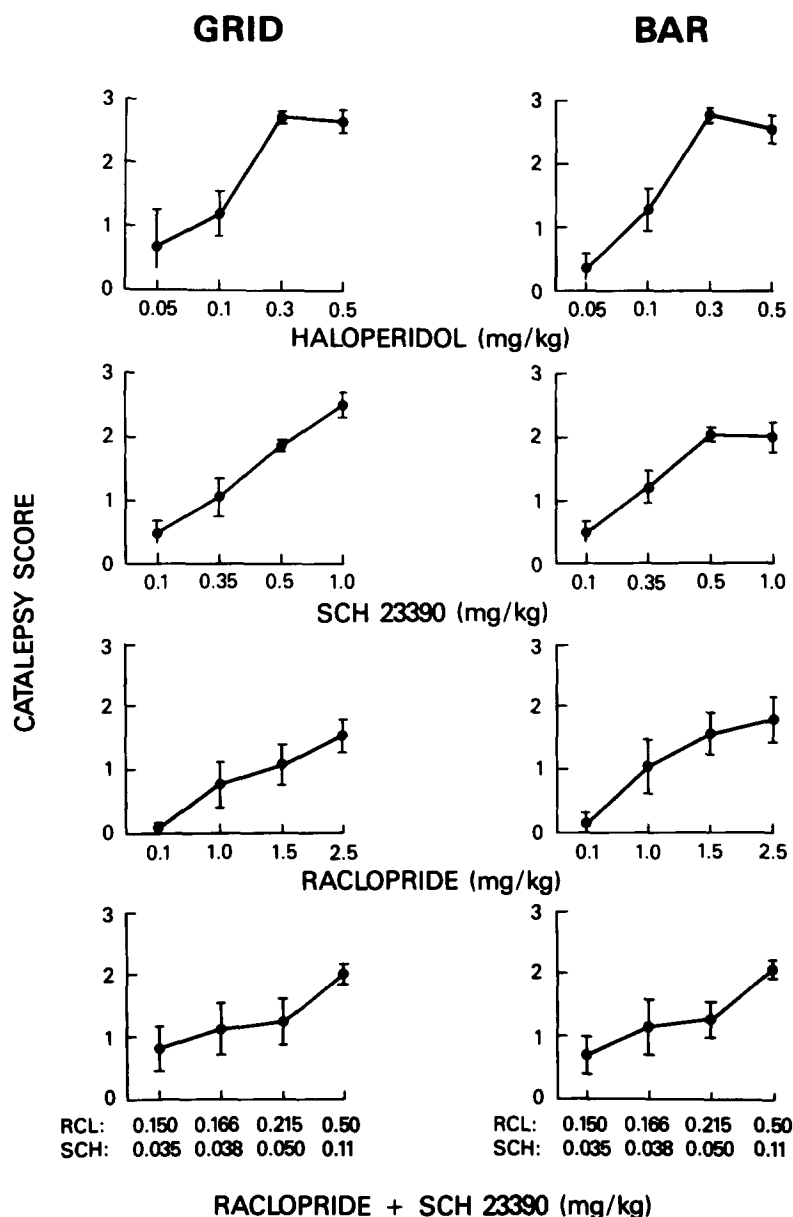 GRID BAR
3 3
2 2
1 1
0 0
0.05 0.1 0.3 0.5 0.05 0.1 0.3 0.5
HALOPERIDOL (mg/kg)
3 3
2 2
1 1
0 0
0.1 0.35 0.5 1.0 0.1 0.35 0.5 1.0
SCH 23390 (mg/kg)
CATALEPSY SCORE
3 3
2 2
1 1
0 0
0.1 1.0 1.5 2.5 0.1 1.0 1.5 2.5
RACLOPRIDE (mg/kg)
3 3
2 2
1 1
0 0
RCL: 0.150 0.166 0.215 0.50 RCL: 0.150 0.166 0.215 0.50
SCH: 0.035 0.038 0.050 0.11 SCH: 0.035 0.038 0.050 0.11
RACLOPRIDE + SCH 23390 (mg/kg)